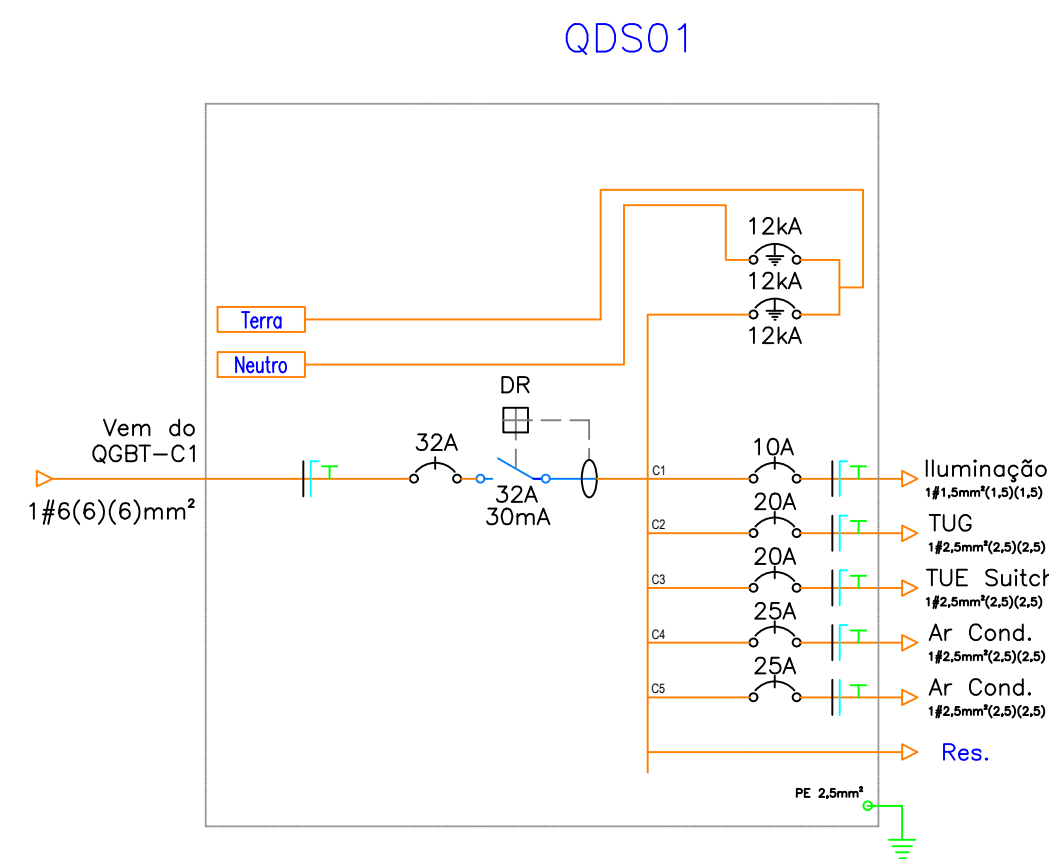 QDS01
12kA
12kA
12kA
Terra
Neutro
DR
Vem do
QGBT-C1
1#6(6)(6)mm²
32A
32A
30mA
C1
10A
Iluminação
1#1,5mm²(1,5)(1,5)
C2
20A
TUG
1#2,5mm²(2,5)(2,5)
C3
20A
TUE Suitch
1#2,5mm²(2,5)(2,5)
C4
25A
Ar Cond.
1#2,5mm²(2,5)(2,5)
C5
25A
Ar Cond.
1#2,5mm²(2,5)(2,5)
Res.
PE 2,5mm²